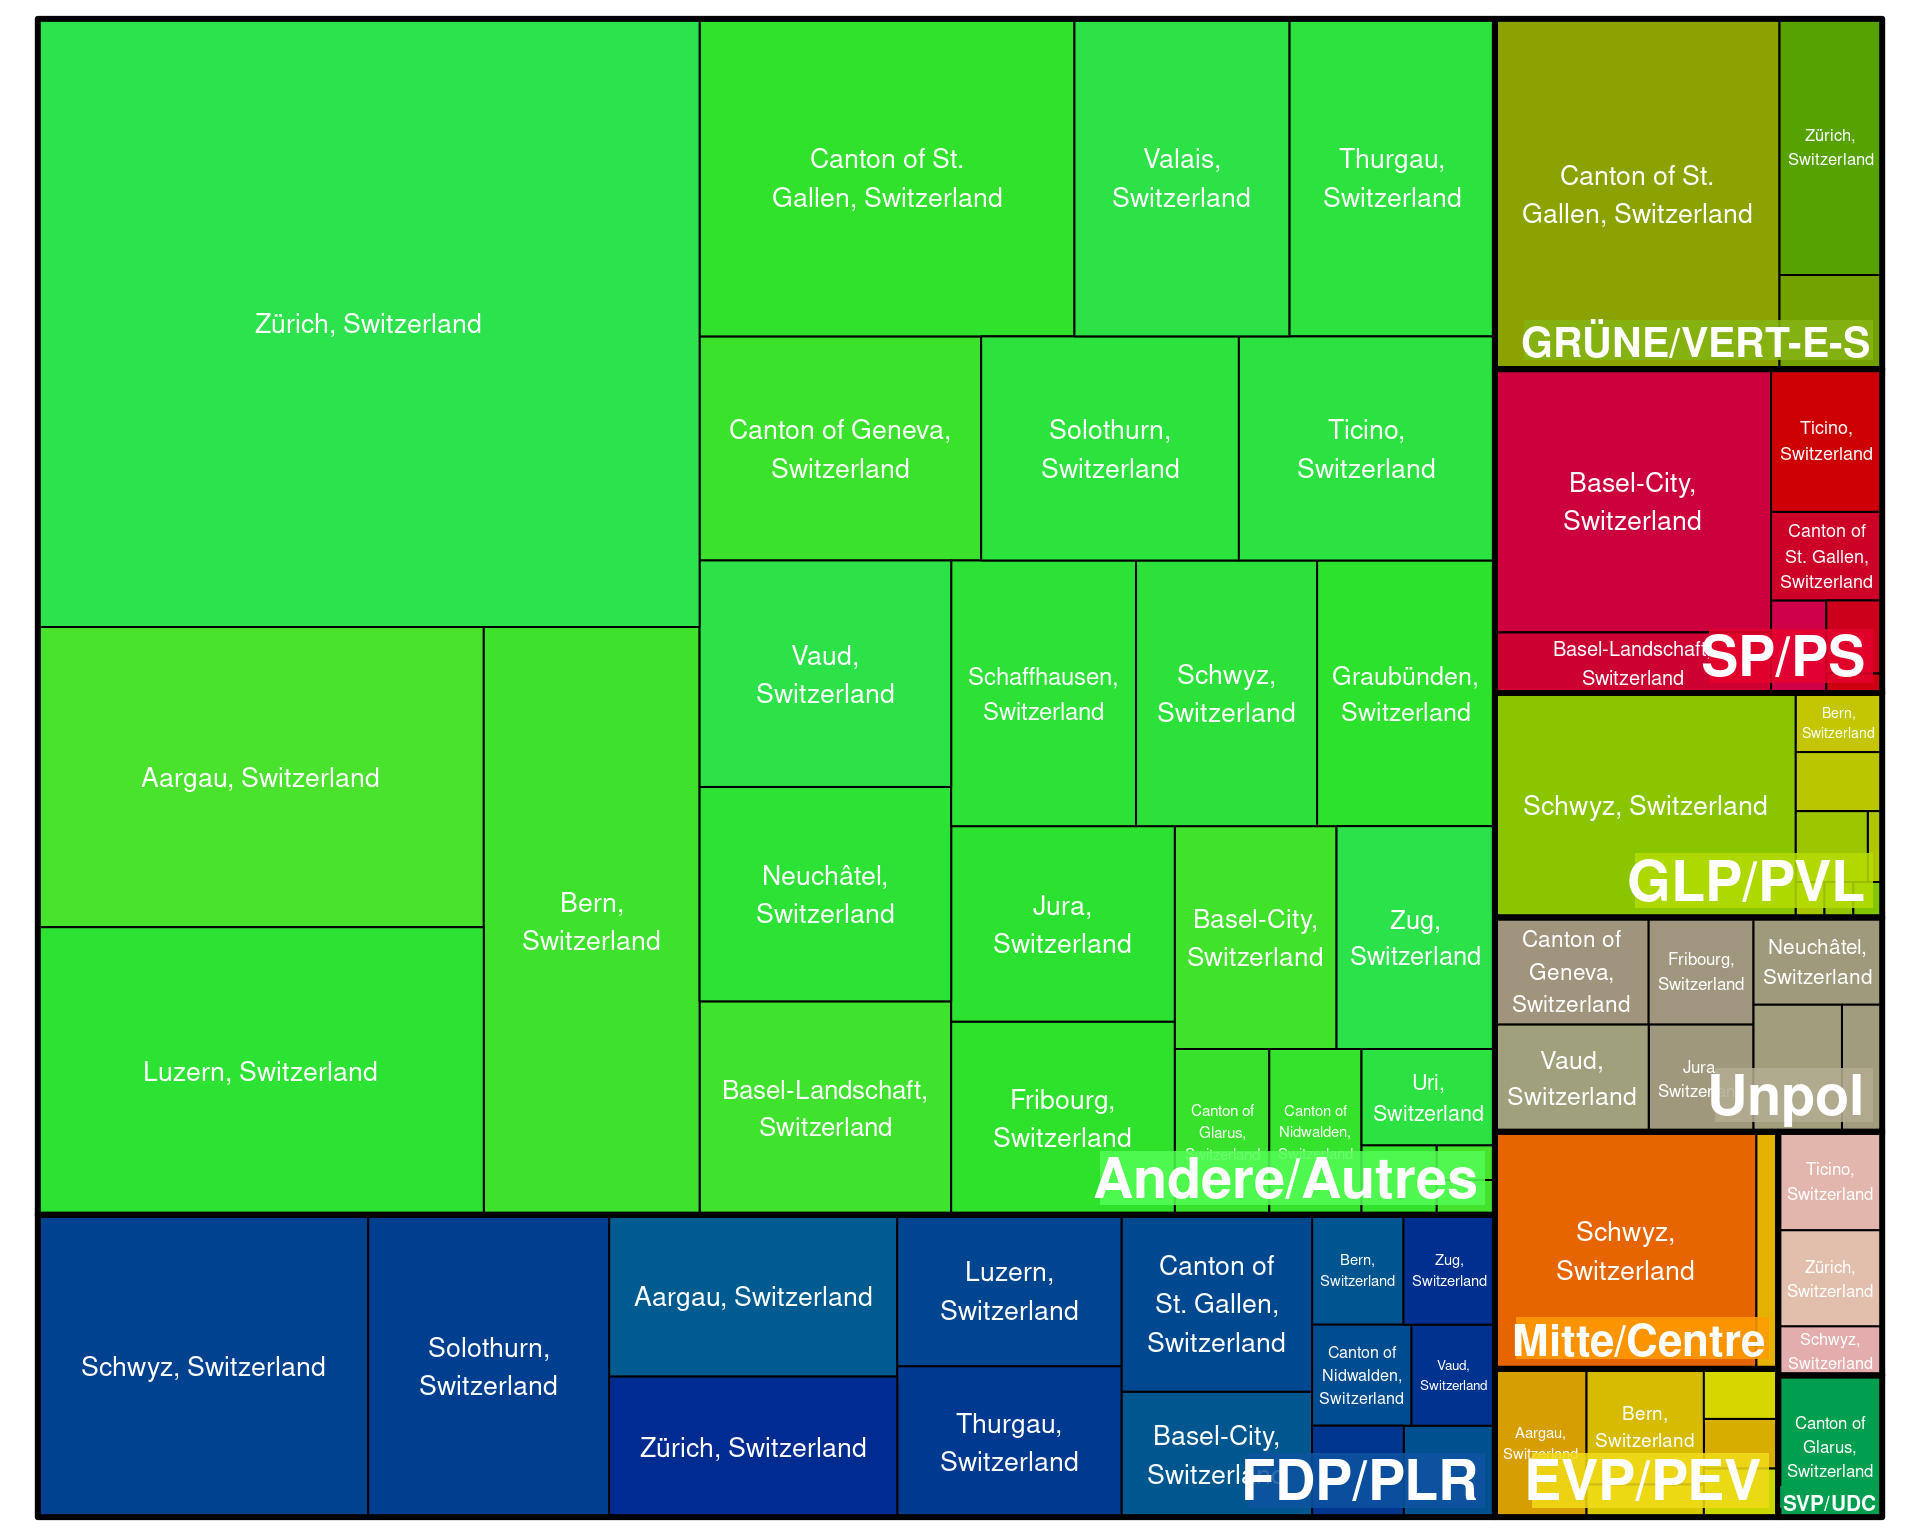 Zürich, Switzerland
Canton of St.
Gallen, Switzerland
Valais,
Switzerland
Thurgau,
Switzerland
Canton of Geneva,
Switzerland
Solothurn,
Switzerland
Ticino,
Switzerland
Aargau, Switzerland
Luzern, Switzerland
Bern,
Switzerland
Vaud,
Switzerland
Schaffhausen,
Switzerland
Schwyz,
Switzerland
Graubünden,
Switzerland
Neuchâtel,
Switzerland
Jura,
Switzerland
Basel-City,
Switzerland
Zug,
Switzerland
Basel-Landschaft,
Switzerland
Fribourg,
Switzerland
Canton of
Glarus,
Switzerland
Canton of
Nidwalden,
Switzerland
Uri,
Switzerland
Andere/Autres
Schwyz, Switzerland
Solothurn,
Switzerland
Aargau, Switzerland
Zürich, Switzerland
Luzern,
Switzerland
Thurgau,
Switzerland
Canton of
St. Gallen,
Switzerland
Basel-City,
Switzerland
Bern,
Switzerland
Zug,
Switzerland
Canton of
Nidwalden,
Switzerland
Vaud,
Switzerland
FDP/PLR
Canton of St.
Gallen, Switzerland
Zürich,
Switzerland
GRÜNE/VERT-E-S
Basel-City,
Switzerland
Ticino,
Switzerland
Canton of
St. Gallen,
Switzerland
Basel-Landschaft
Switzerland
SP/PS
Schwyz, Switzerland
Bern,
Switzerland
GLP/PVL
Canton of
Geneva,
Switzerland
Fribourg,
Switzerland
Neuchâtel,
Switzerland
Vaud,
Switzerland
Jura
Switzerland
Unpol
Schwyz,
Switzerland
Mitte/Centre
Ticino,
Switzerland
Zürich,
Switzerland
Schwyz,
Switzerland
Aargau,
Switzerland
Bern,
Switzerland
EVP/PEV
Canton of
Glarus,
Switzerland
SVP/UDC